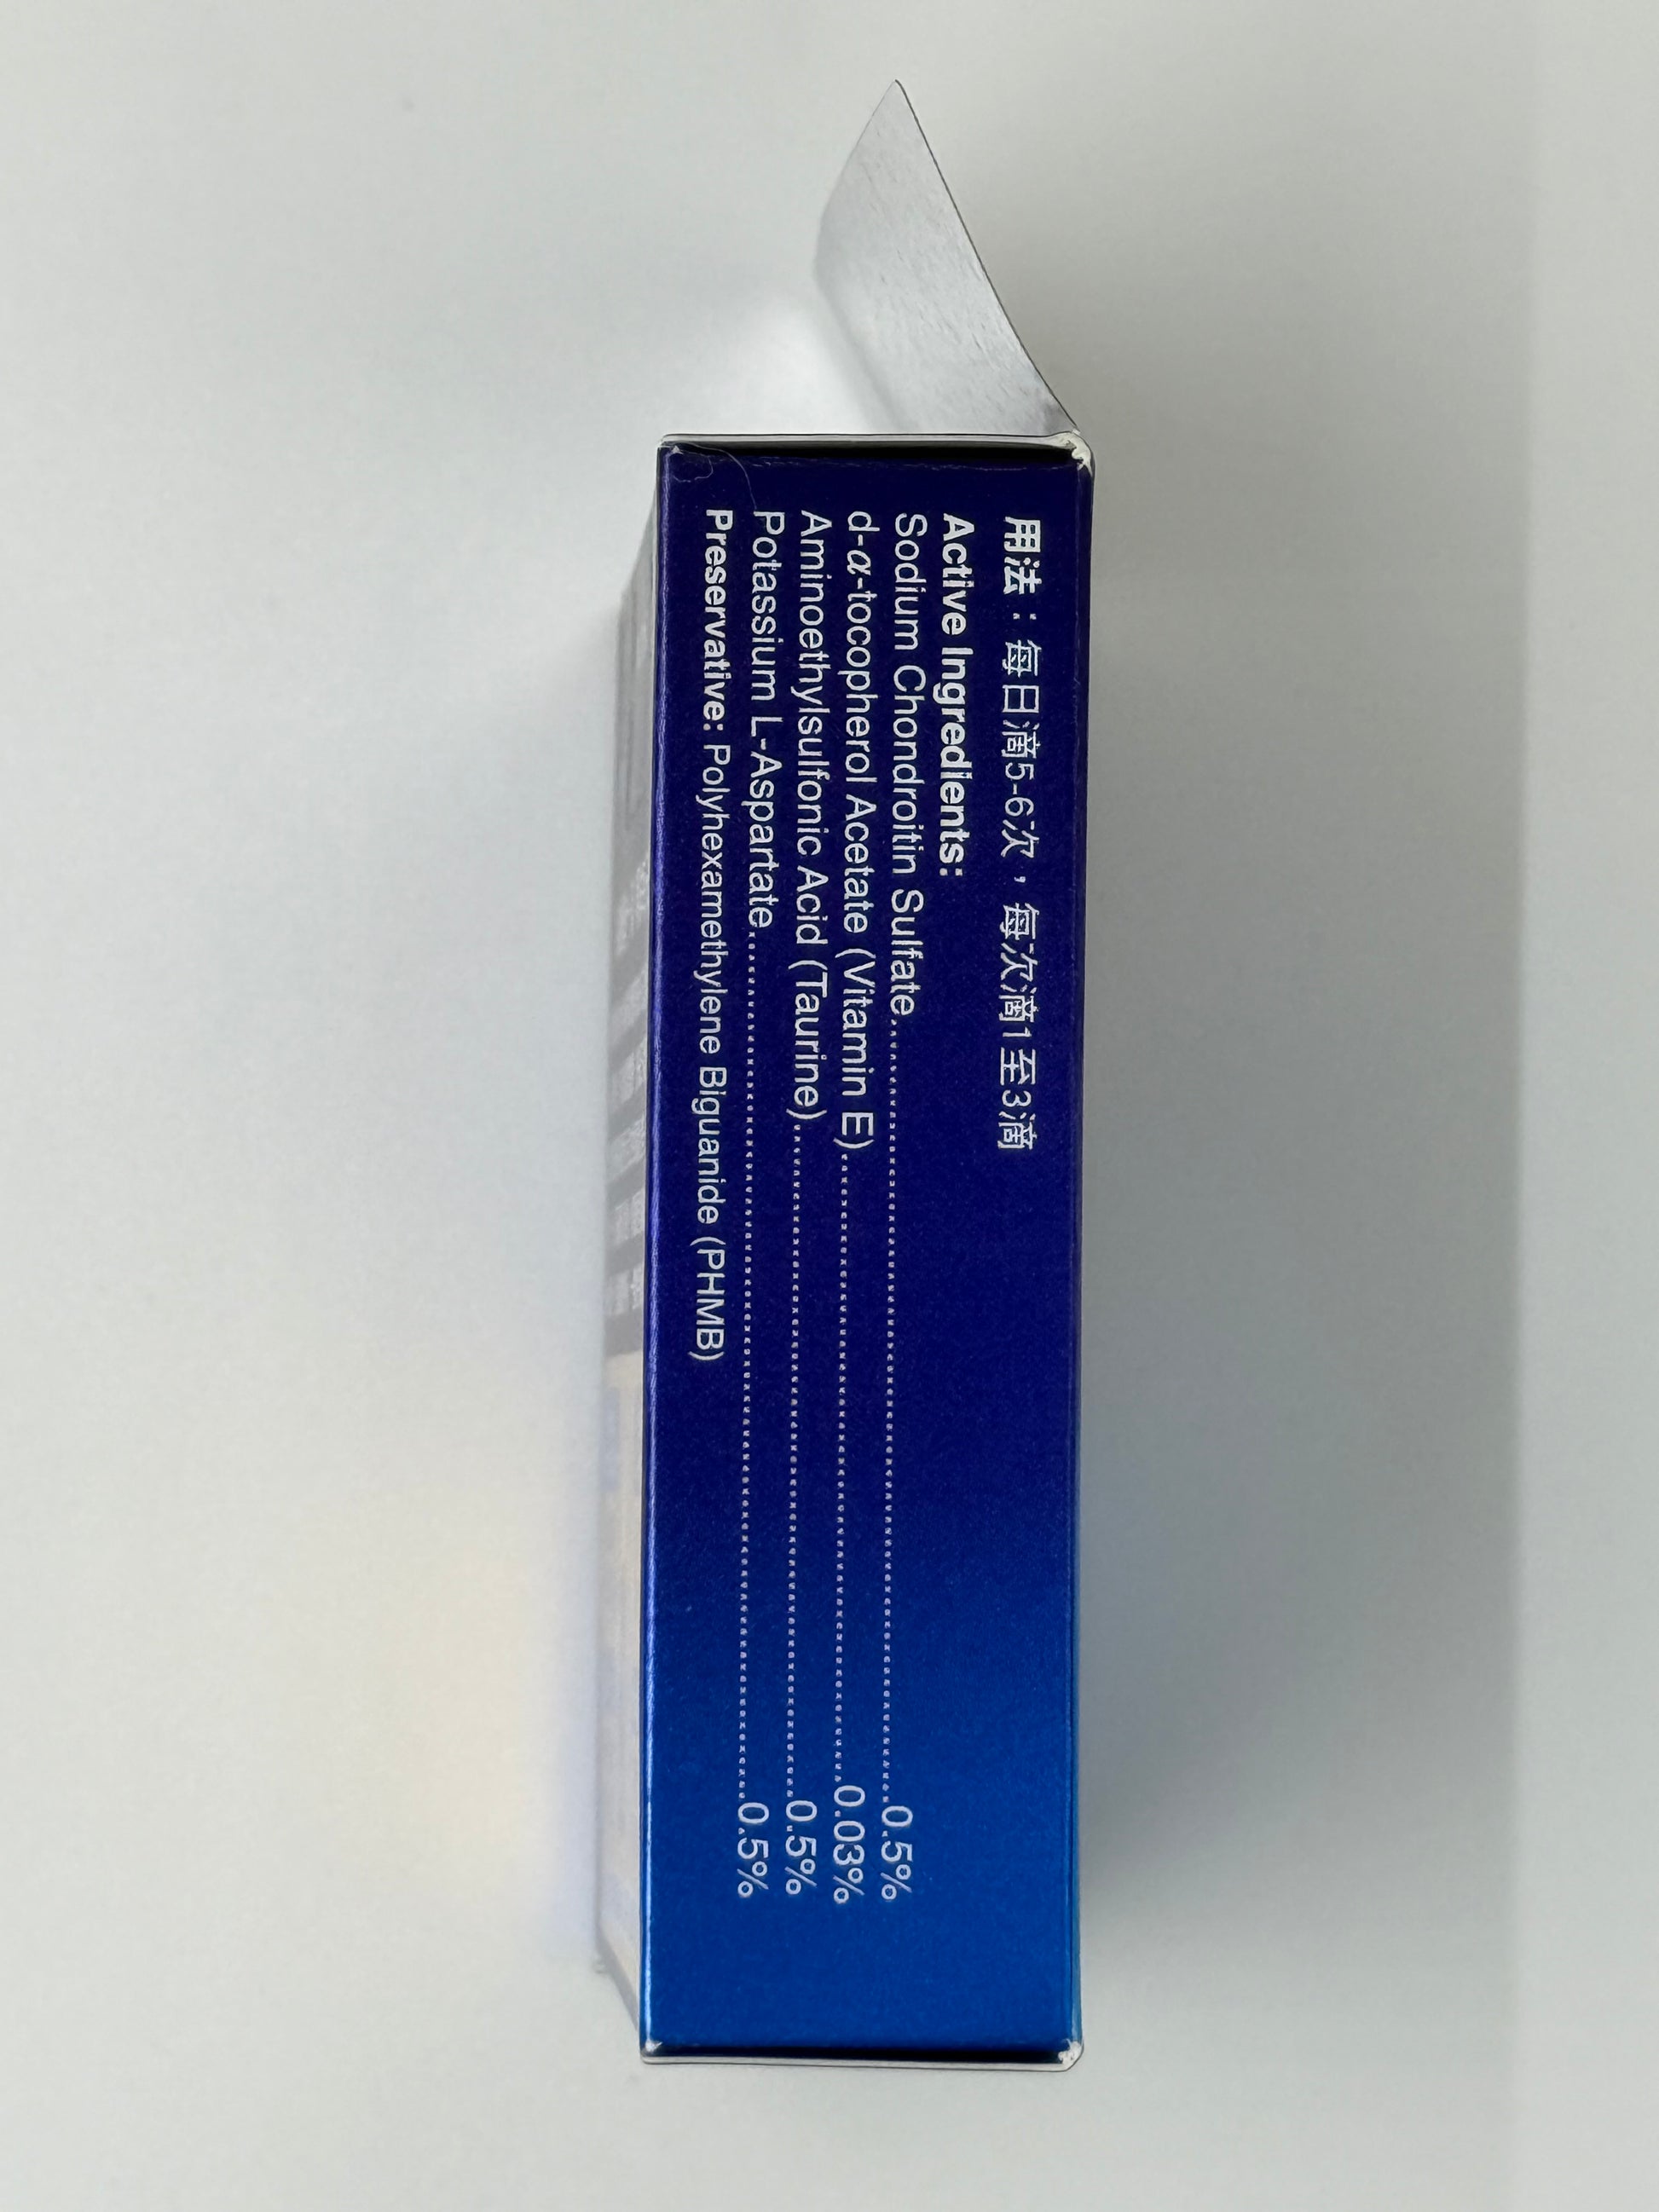 用法：每日滴5-6次，每次滴1至3滴
Active Ingredients:
Sodium Chondroitin Sulfate..........0.5%
d-α-tocopherol Acetate (Vitamin E)..........0.03%
Aminoethylsulfonic Acid (Taurine)..........0.5%
Potassium L-Aspartate..........0.5%
Preservative: Polyhexamethylene Biguanide (PHMB)